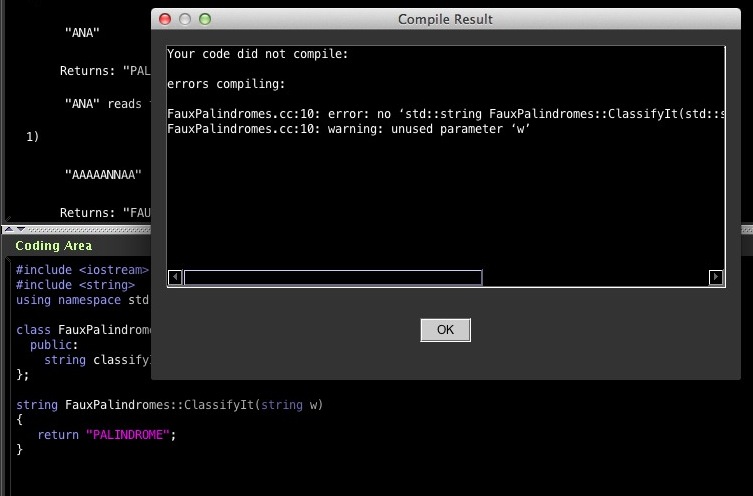 Compile Result
Your code did not compile:
errors compiling:
FauxPalindromes.cc:10: error: no ‘std::string FauxPalindromes::ClassifyIt(std::s
FauxPalindromes.cc:10: warning: unused parameter ‘w’
OK
"ANA"
Returns: "PAL
"ANA" reads
1)
"AAAAANNAA"
Returns: "FAU
Coding Area
#include <iostream>
#include <string>
using namespace std
class FauxPalindrome
public:
string classify
};
string FauxPalindromes::ClassifyIt(string w)
{
return "PALINDROME";
}